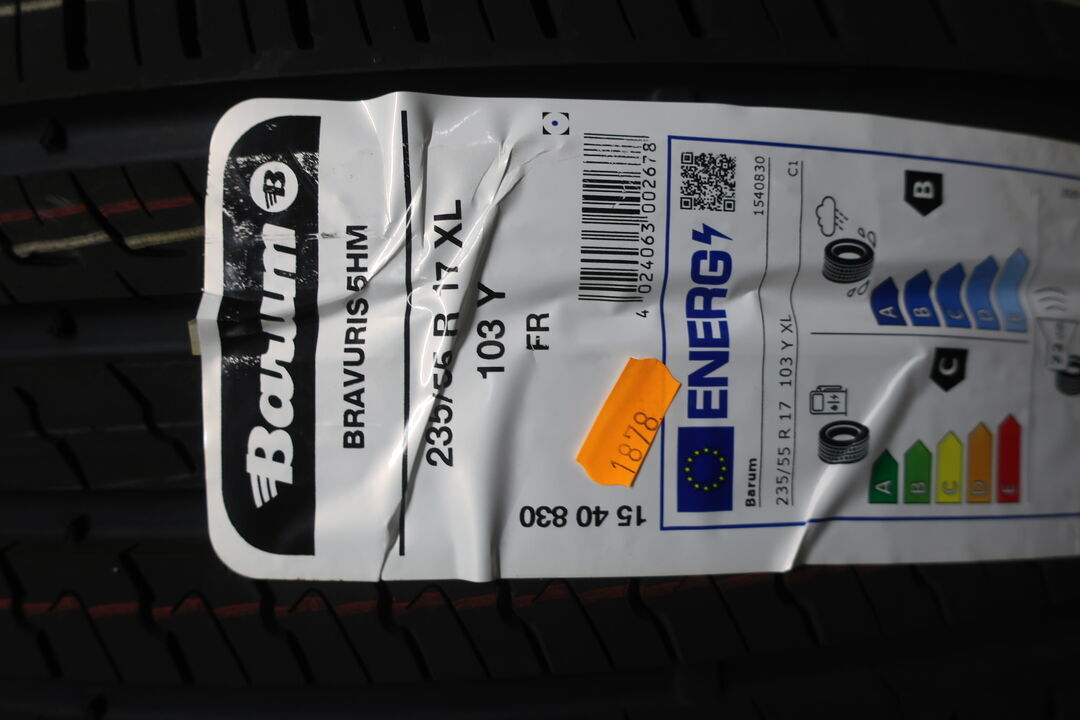 Barum B
BRAVURIS 5HM
235/55 R 17 XL
103 Y
FR
4 024063 002678
1878
15 40 830
ENERG
Barum
1540830
235/55 R 17 103 Y XL
C1
B
A
B
C
D
E
C
A
B
C
D
E